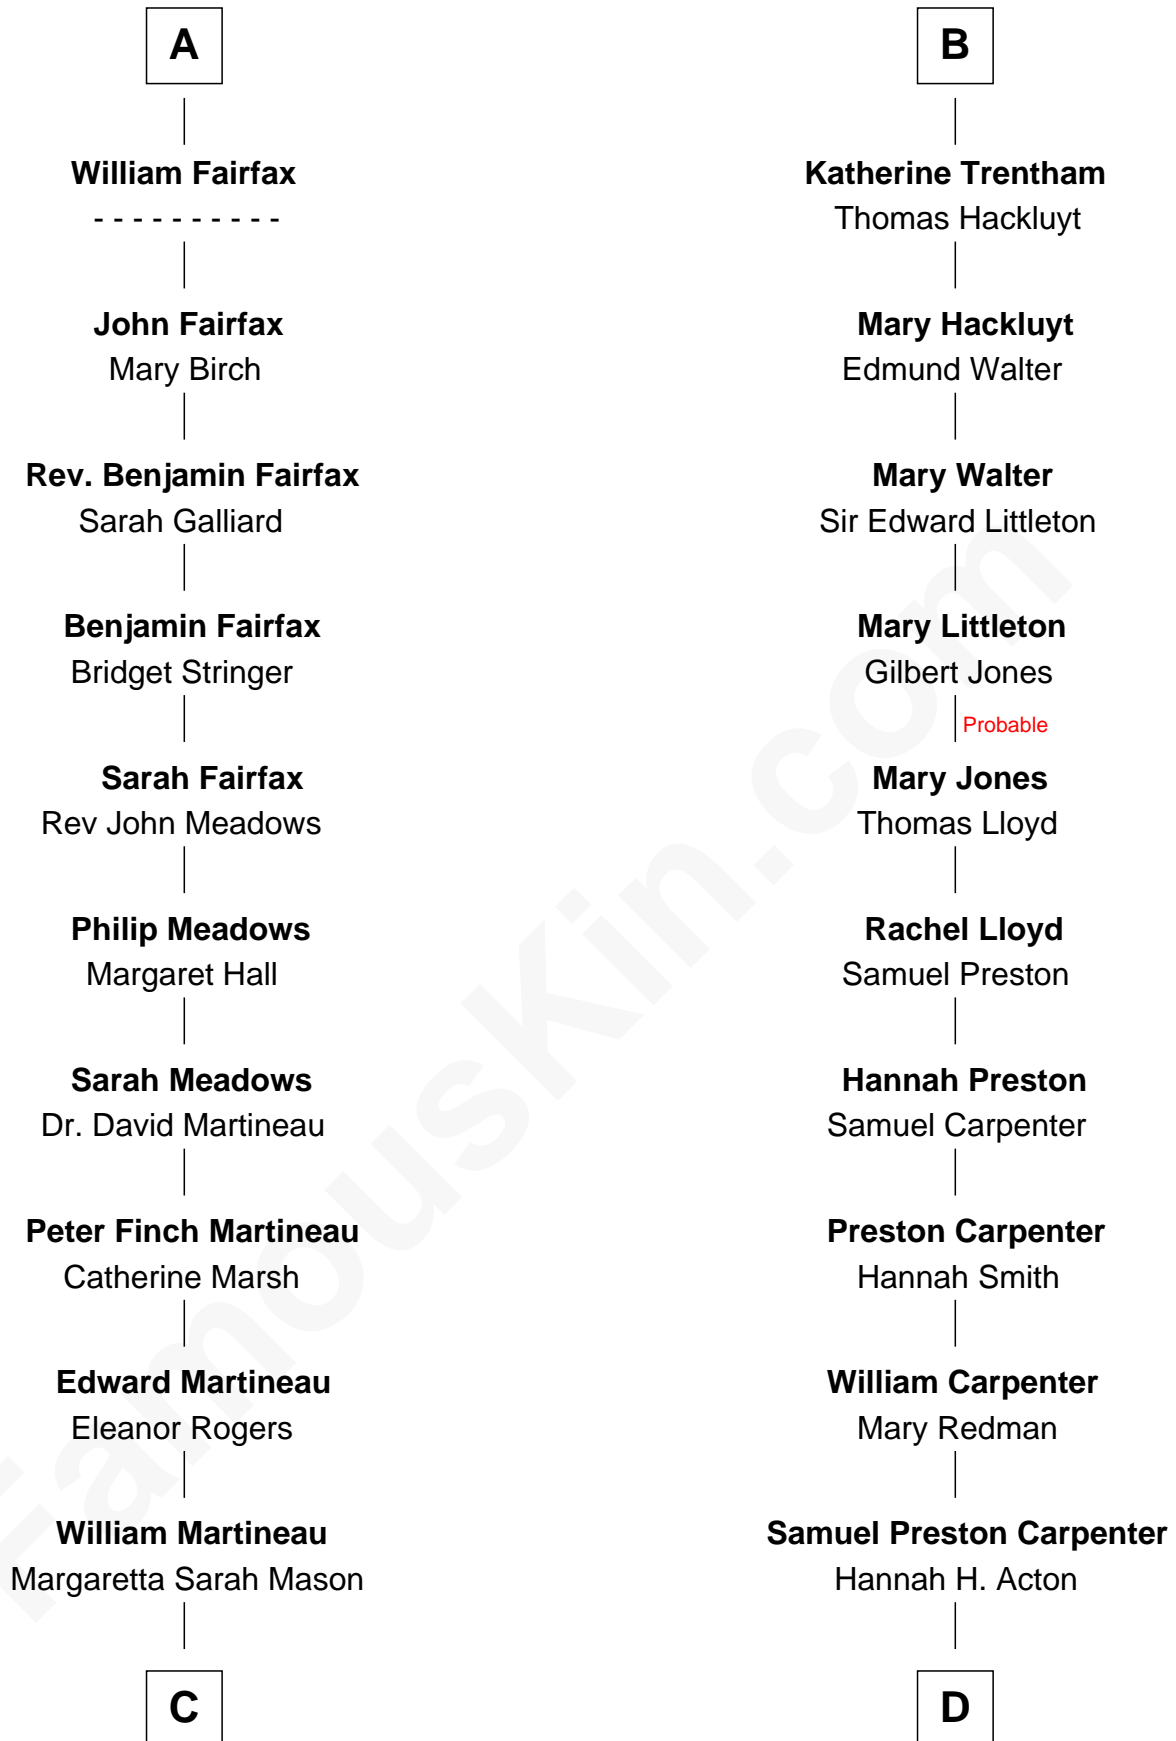 A
William Fairfax
- - - - - - - - - -
John Fairfax
Mary Birch
Rev. Benjamin Fairfax
Sarah Galliard
Benjamin Fairfax
Bridget Stringer
Sarah Fairfax
Rev John Meadows
Philip Meadows
Margaret Hall
Sarah Meadows
Dr. David Martineau
Peter Finch Martineau
Catherine Marsh
Edward Martineau
Eleanor Rogers
William Martineau
Margaretta Sarah Mason
C
B
Katherine Trentham
Thomas Hackluyt
Mary Hackluyt
Edmund Walter
Mary Walter
Sir Edward Littleton
Mary Littleton
Gilbert Jones
Probable
Mary Jones
Thomas Lloyd
Rachel Lloyd
Samuel Preston
Hannah Preston
Samuel Carpenter
Preston Carpenter
Hannah Smith
William Carpenter
Mary Redman
Samuel Preston Carpenter
Hannah H. Acton
D
FamousKin.com